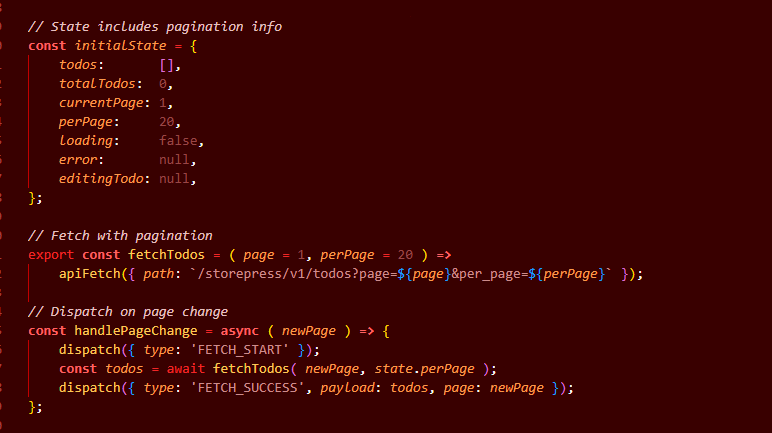 // State includes pagination info
const initialState = {
    todos:       [],
    totalTodos:  0,
    currentPage: 1,
    perPage:     20,
    loading:     false,
    error:       null,
    editingTodo: null,
};

// Fetch with pagination
export const fetchTodos = ( page = 1, perPage = 20 ) =>
    apiFetch({ path: `/storepress/v1/todos?page=${page}&per_page=${perPage}` });

// Dispatch on page change
const handlePageChange = async ( newPage ) => {
    dispatch({ type: 'FETCH_START' });
    const todos = await fetchTodos( newPage, state.perPage );
    dispatch({ type: 'FETCH_SUCCESS', payload: todos, page: newPage });
};